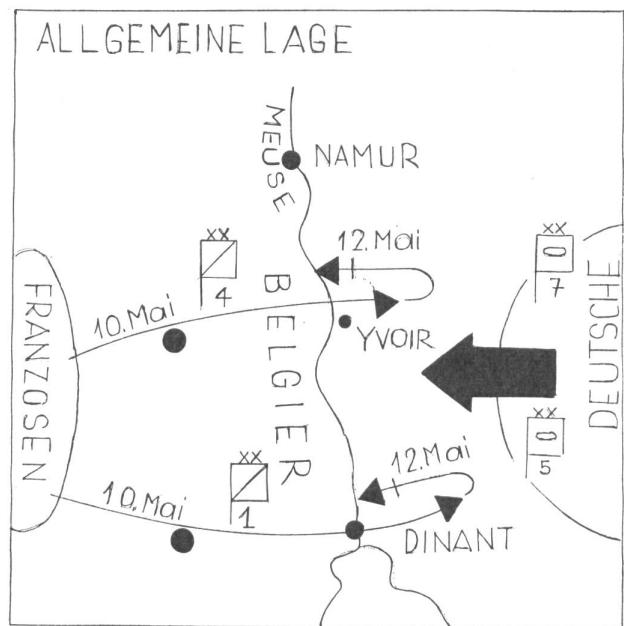 ALLGEMEINE LAGE
MEUSE
NAMUR
12. Mai
XX
4
XX
7
10. Mai
FRANZOSEN
BELGIER
YVOIR
DEUTSCHE
XX
5
XX
1
12. Mai
10. Mai
DINANT